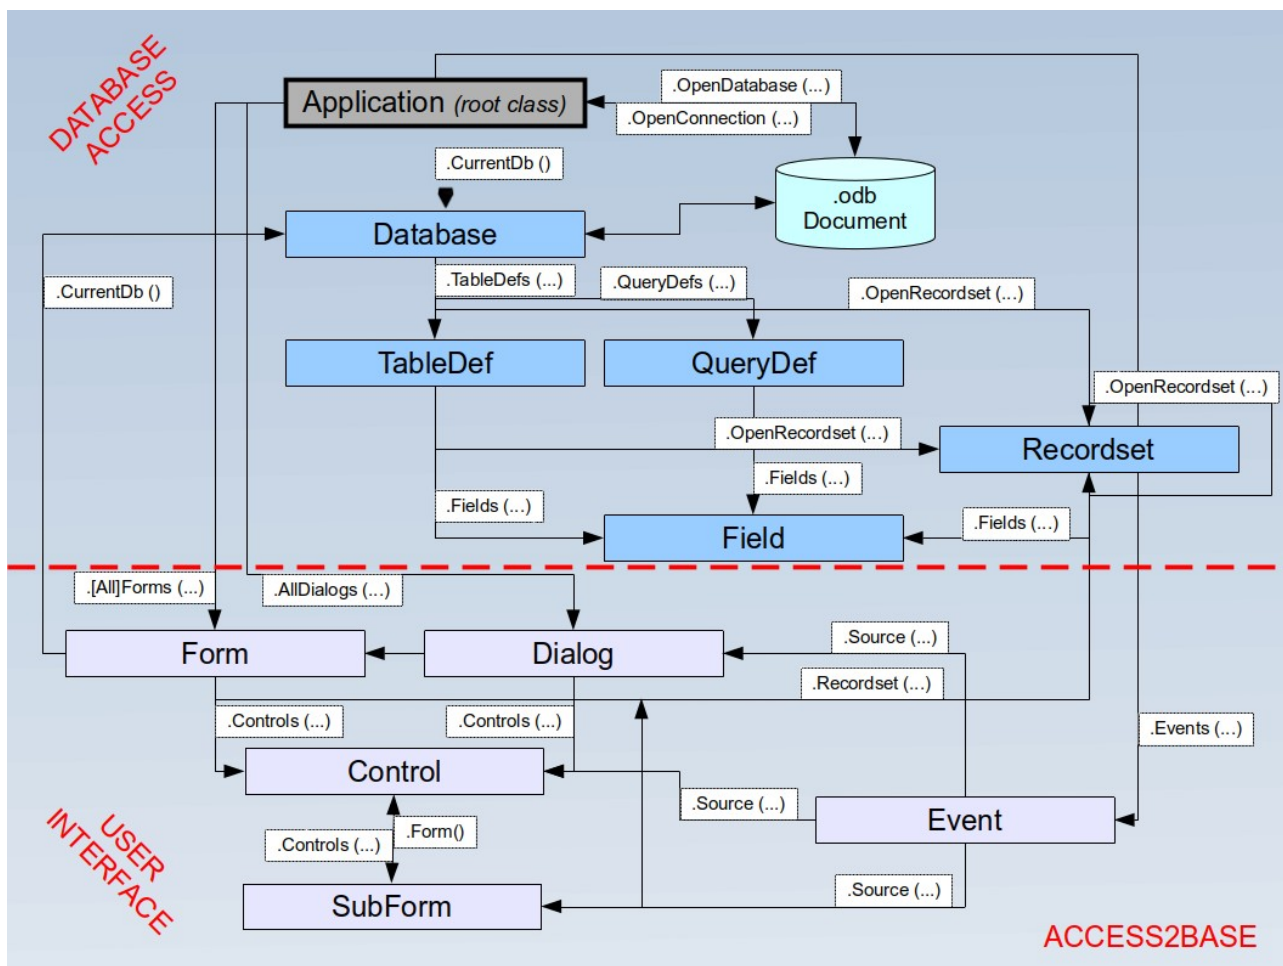 DATABASE
ACCESS
.OpenDatabase (...)
Application (root class)
.OpenConnection (...)
.CurrentDb ()
.odb
Document
Database
.CurrentDb ()
.TableDefs (...)
.QueryDefs (...)
.OpenRecordset (...)
TableDef
QueryDef
.OpenRecordset (...)
.OpenRecordset (...)
Recordset
.Fields (...)
.Fields (...)
.Fields (...)
Field
.[All]Forms (...)
.AllDialogs (...)
.Source (...)
Form
Dialog
.Recordset (...)
.Controls (...)
.Controls (...)
.Events (...)
Control
.Source (...)
Event
USER
INTERFACE
.Form()
.Controls (...)
.Source (...)
SubForm
ACCESS2BASE